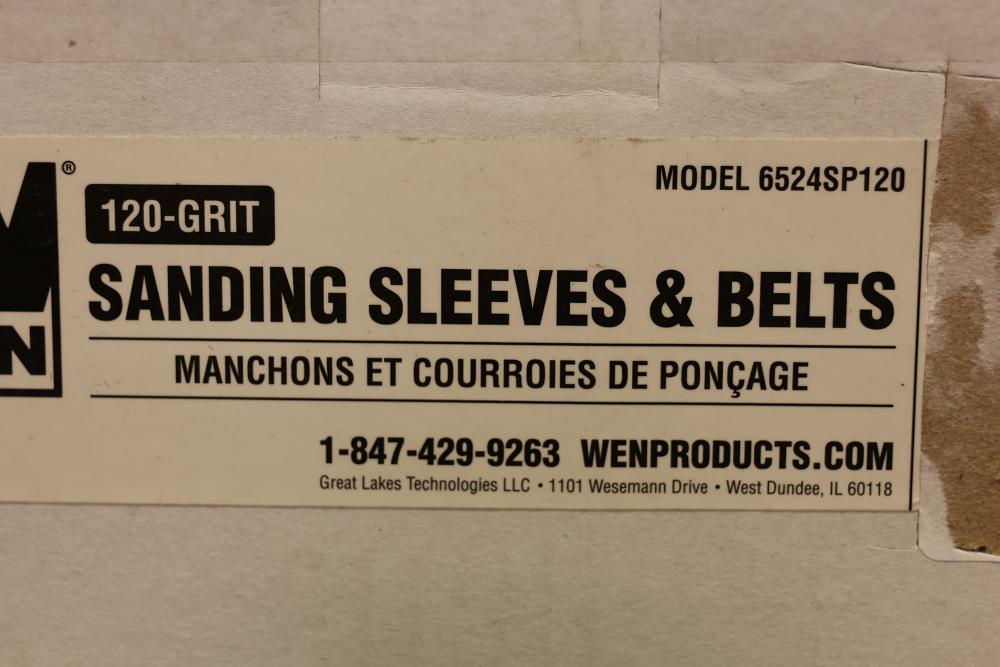 ®
120-GRIT
MODEL 6524SP120
SANDING SLEEVES & BELTS
MANCHONS ET COURROIES DE PONÇAGE
1-847-429-9263 WENPRODUCTS.COM
Great Lakes Technologies LLC • 1101 Wesemann Drive • West Dundee, IL 60118